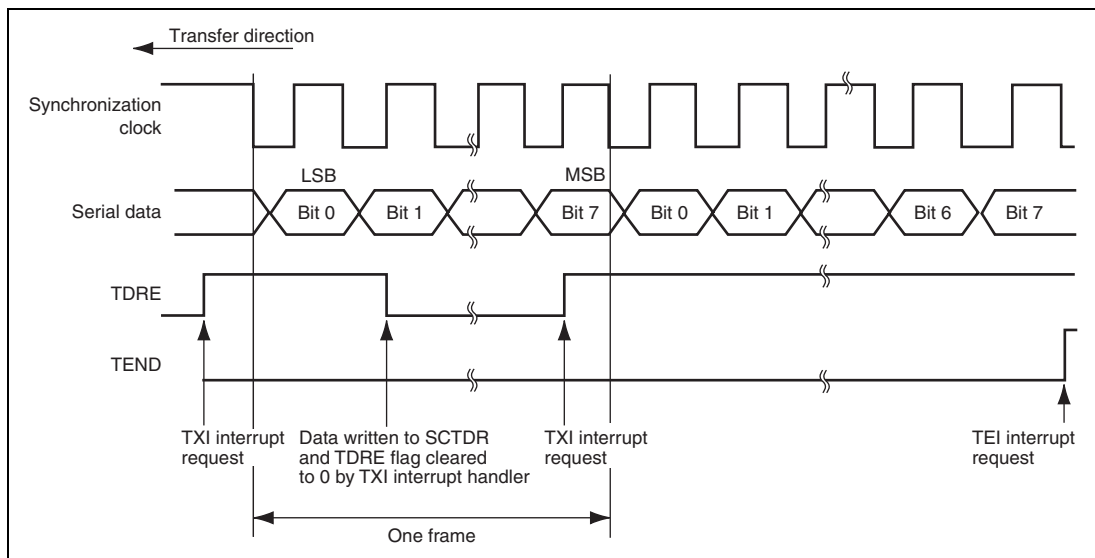 Transfer direction
Synchronization
clock
LSB
MSB
Serial data
Bit 0
Bit 1
Bit 7
Bit 0
Bit 1
Bit 6
Bit 7
TDRE
TEND
TXI interrupt
request
Data written to SCTDR
and TDRE flag cleared
to 0 by TXI interrupt handler
TXI interrupt
request
TEI interrupt
request
One frame